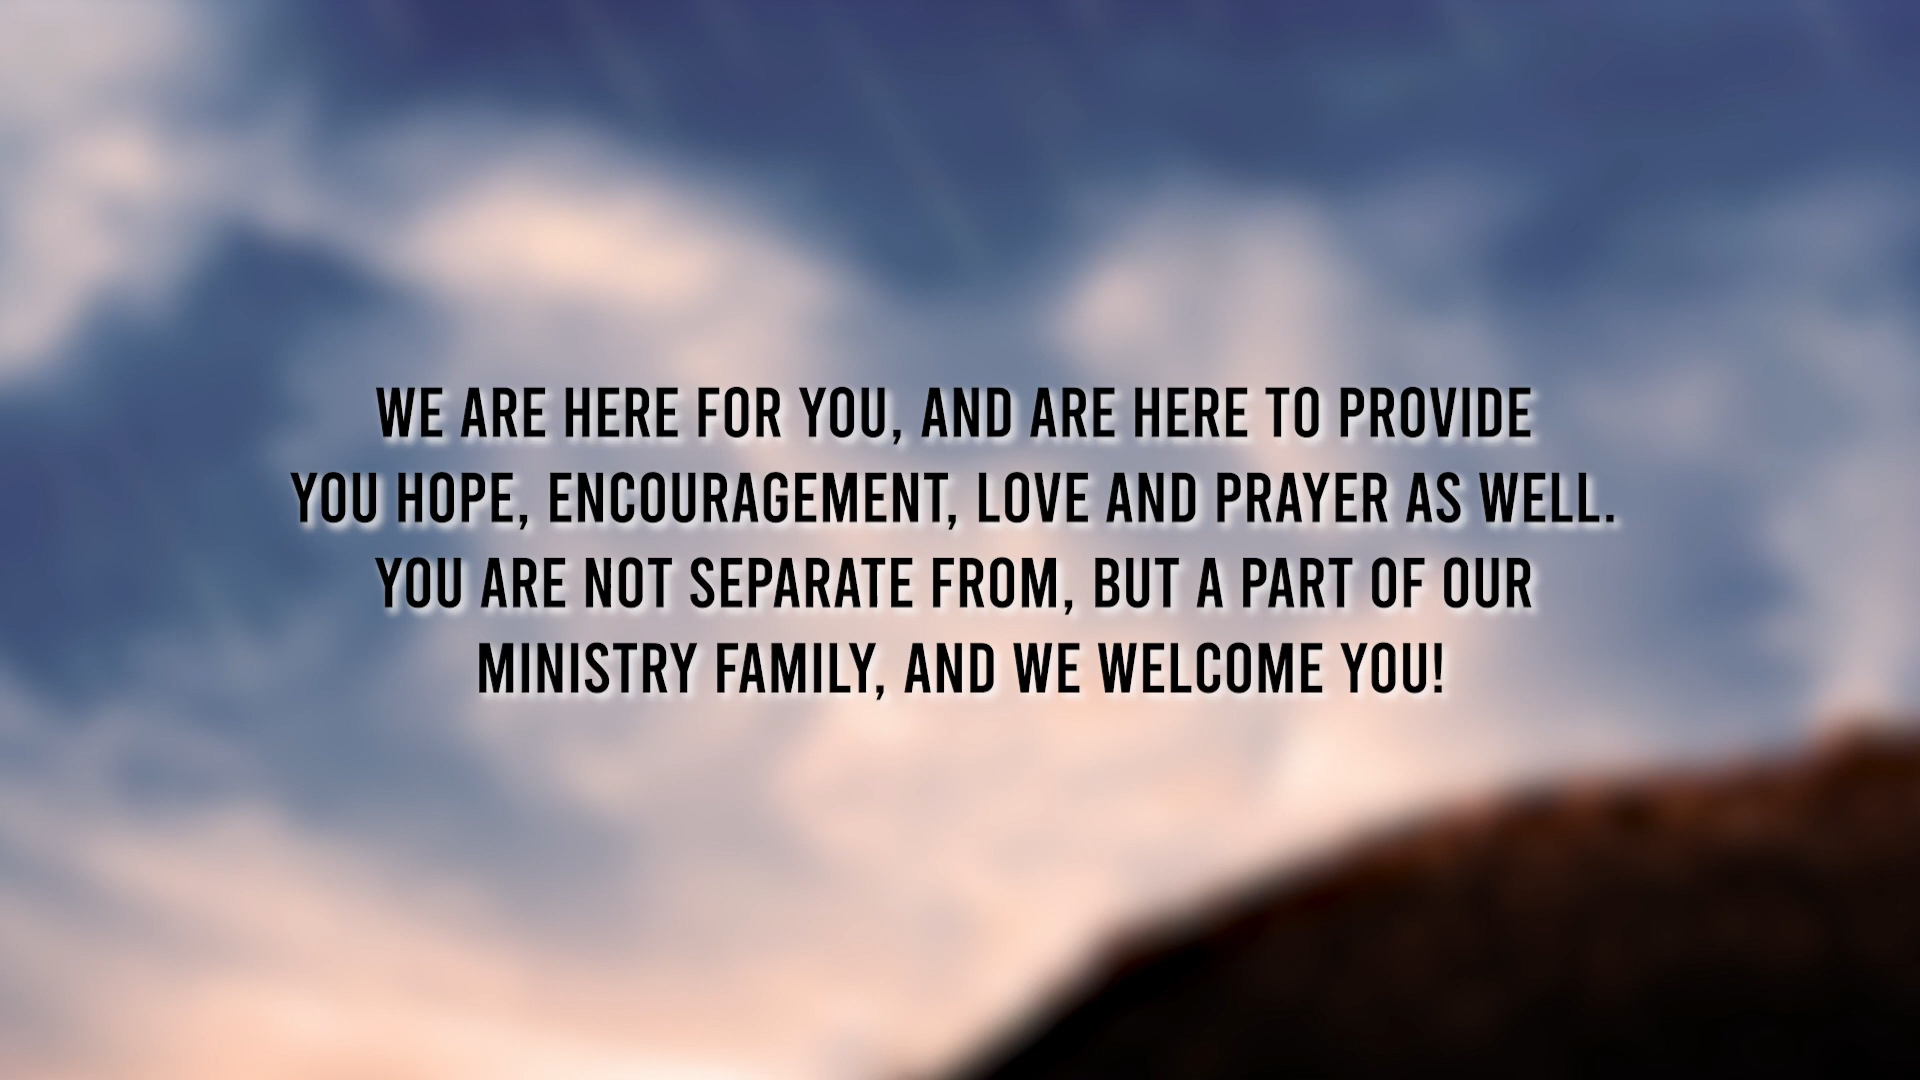 WE ARE HERE FOR YOU, AND ARE HERE TO PROVIDE
YOU HOPE, ENCOURAGEMENT, LOVE AND PRAYER AS WELL.
YOU ARE NOT SEPARATE FROM, BUT A PART OF OUR
MINISTRY FAMILY, AND WE WELCOME YOU!